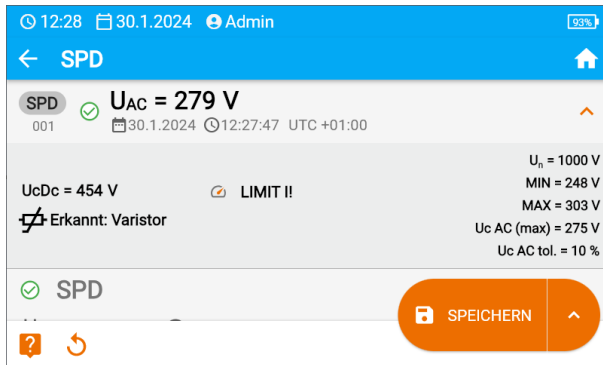 12:28 30.1.2024 Admin 93%
SPD
SPD UAC = 279 V
001 30.1.2024 12:27:47 UTC +01:00
Un = 1000 V
UcDc = 454 V LIMIT I! MIN = 248 V
MAX = 303 V
Erkannt: Varistor Uc AC (max) = 275 V
Uc AC tol. = 10 %
SPD
SPEICHERN
?